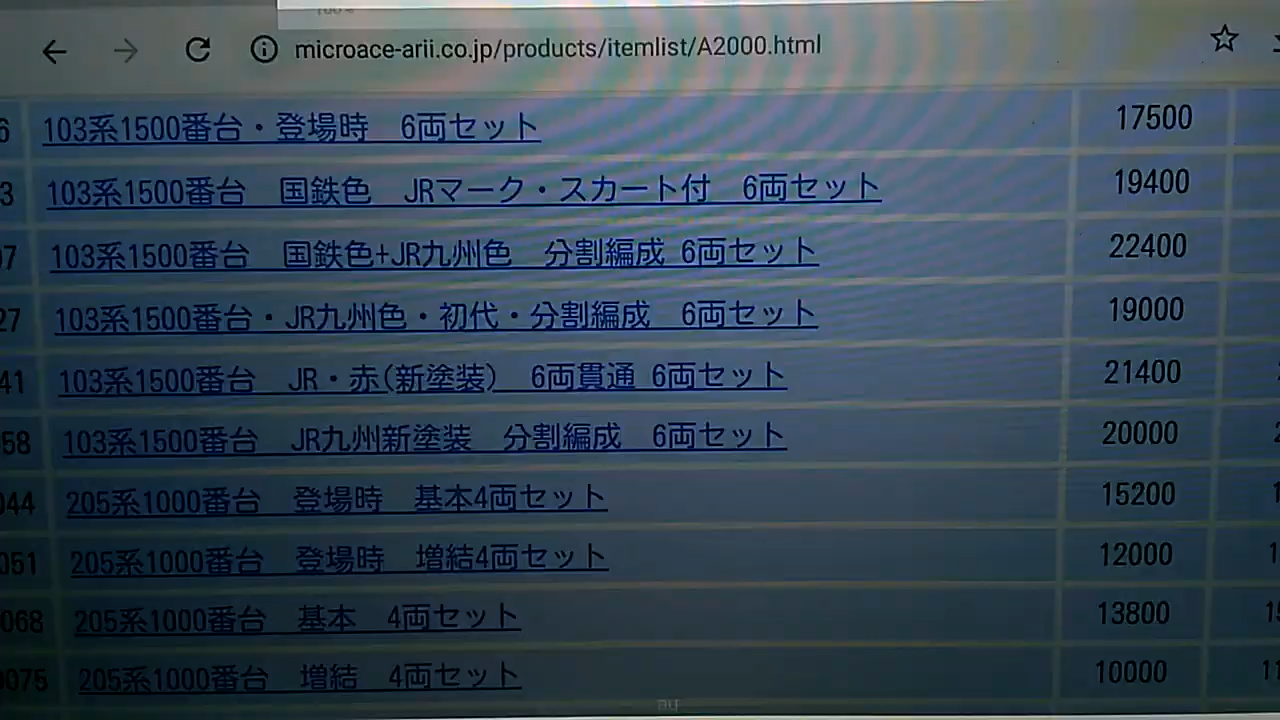 microace-arii.co.jp/products/itemlist/A2000.html
6 103系1500番台・登場時 6両セット 17500
3 103系1500番台 国鉄色 JRマーク・スカート付 6両セット 19400
07 103系1500番台 国鉄色+JR九州色 分割編成 6両セット 22400
27 103系1500番台・JR九州色・初代・分割編成 6両セット 19000
41 103系1500番台 JR・赤(新塗装) 6両貫通 6両セット 21400
058 103系1500番台 JR九州新塗装 分割編成 6両セット 20000
044 205系1000番台 登場時 基本4両セット 15200
051 205系1000番台 登場時 増結4両セット 12000
068 205系1000番台 基本 4両セット 13800
0075 205系1000番台 増結 4両セット 10000